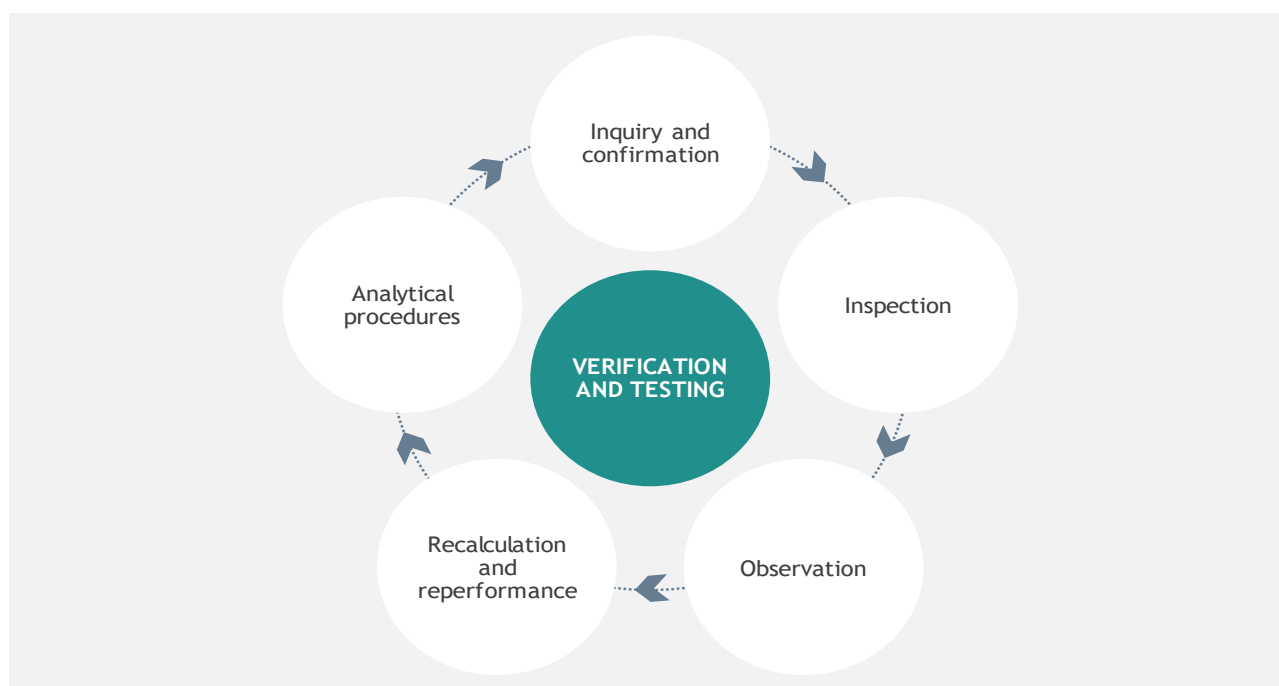 Inquiry and
confirmation
Inspection
Observation
Recalculation
and
reperformance
Analytical
procedures
VERIFICATION
AND TESTING